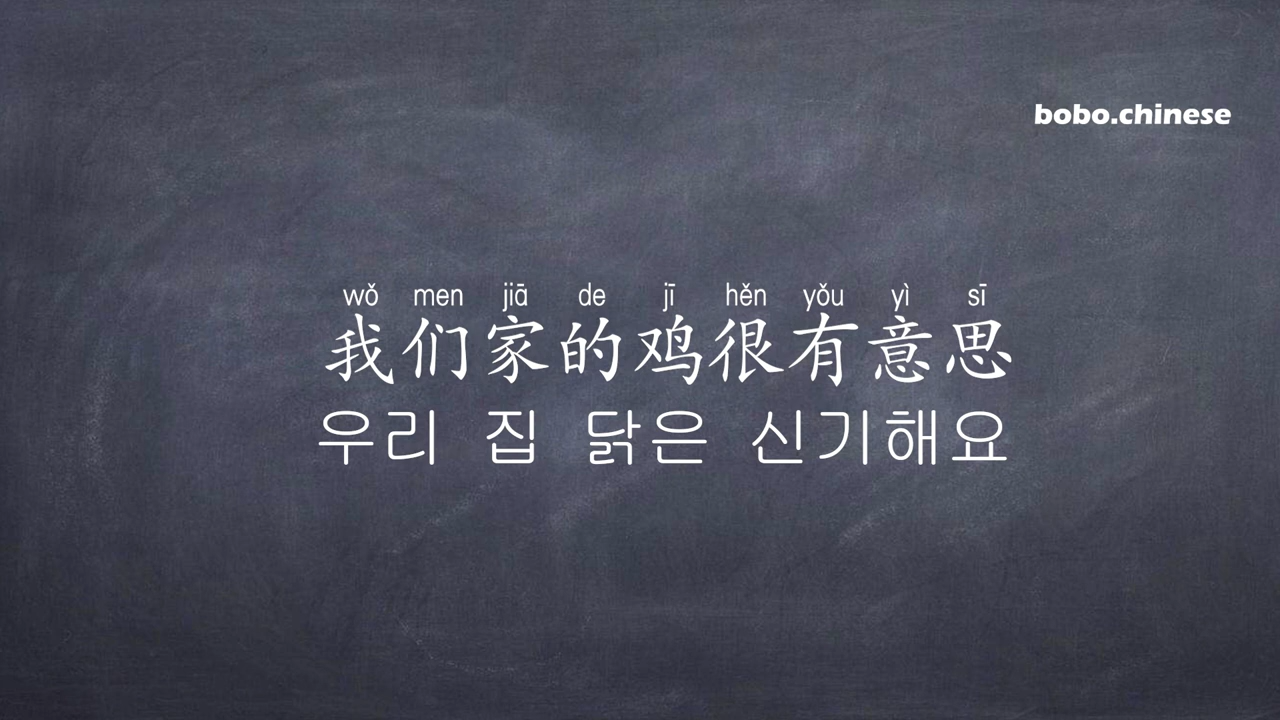 bobo.chinese
wǒ men jiā de jī hěn yǒu yì sī
我们家的鸡很有意思
우리 집 닭은 신기해요